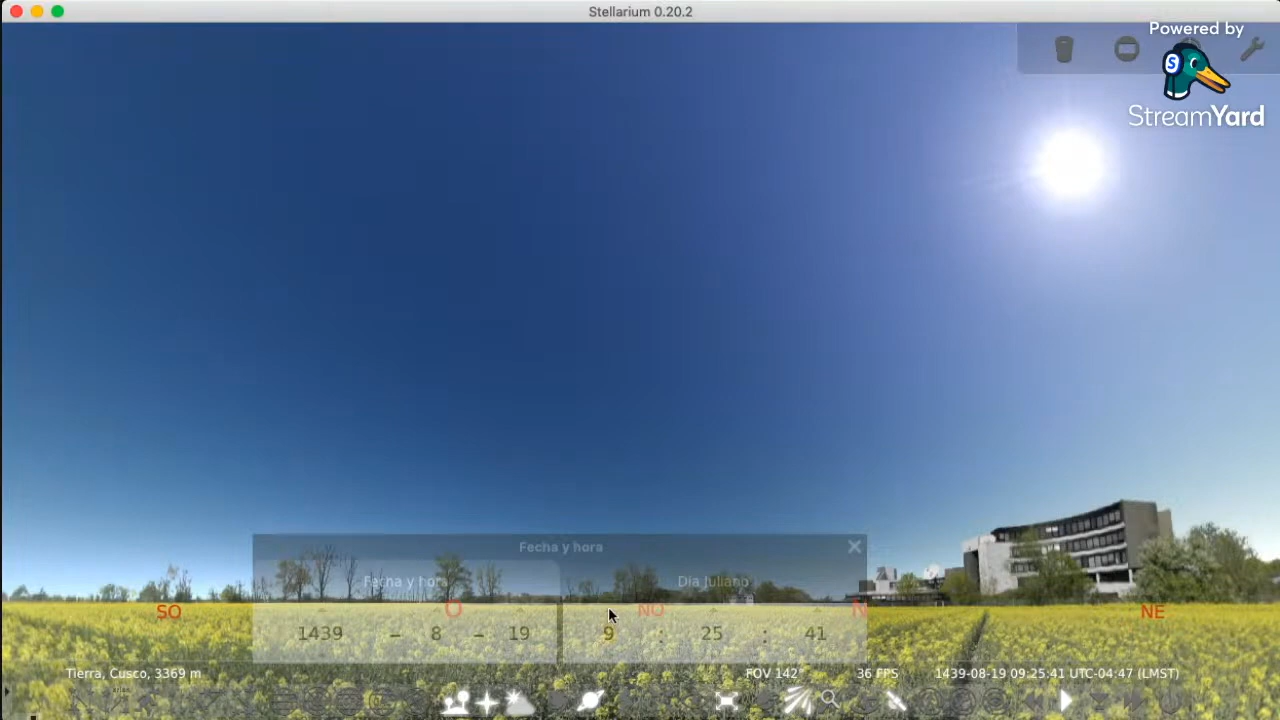 Stellarium 0.20.2
Powered by
S
StreamYard
Fecha y hora
Fecha y hora
Día Juliano
SO
O
NO
N
NE
1439 – 8 – 19 9 : 25 : 41
Tierra, Cusco, 3369 m
FOV 142°
36 FPS
1439-08-19 09:25:41 UTC-04:47 (LMST)